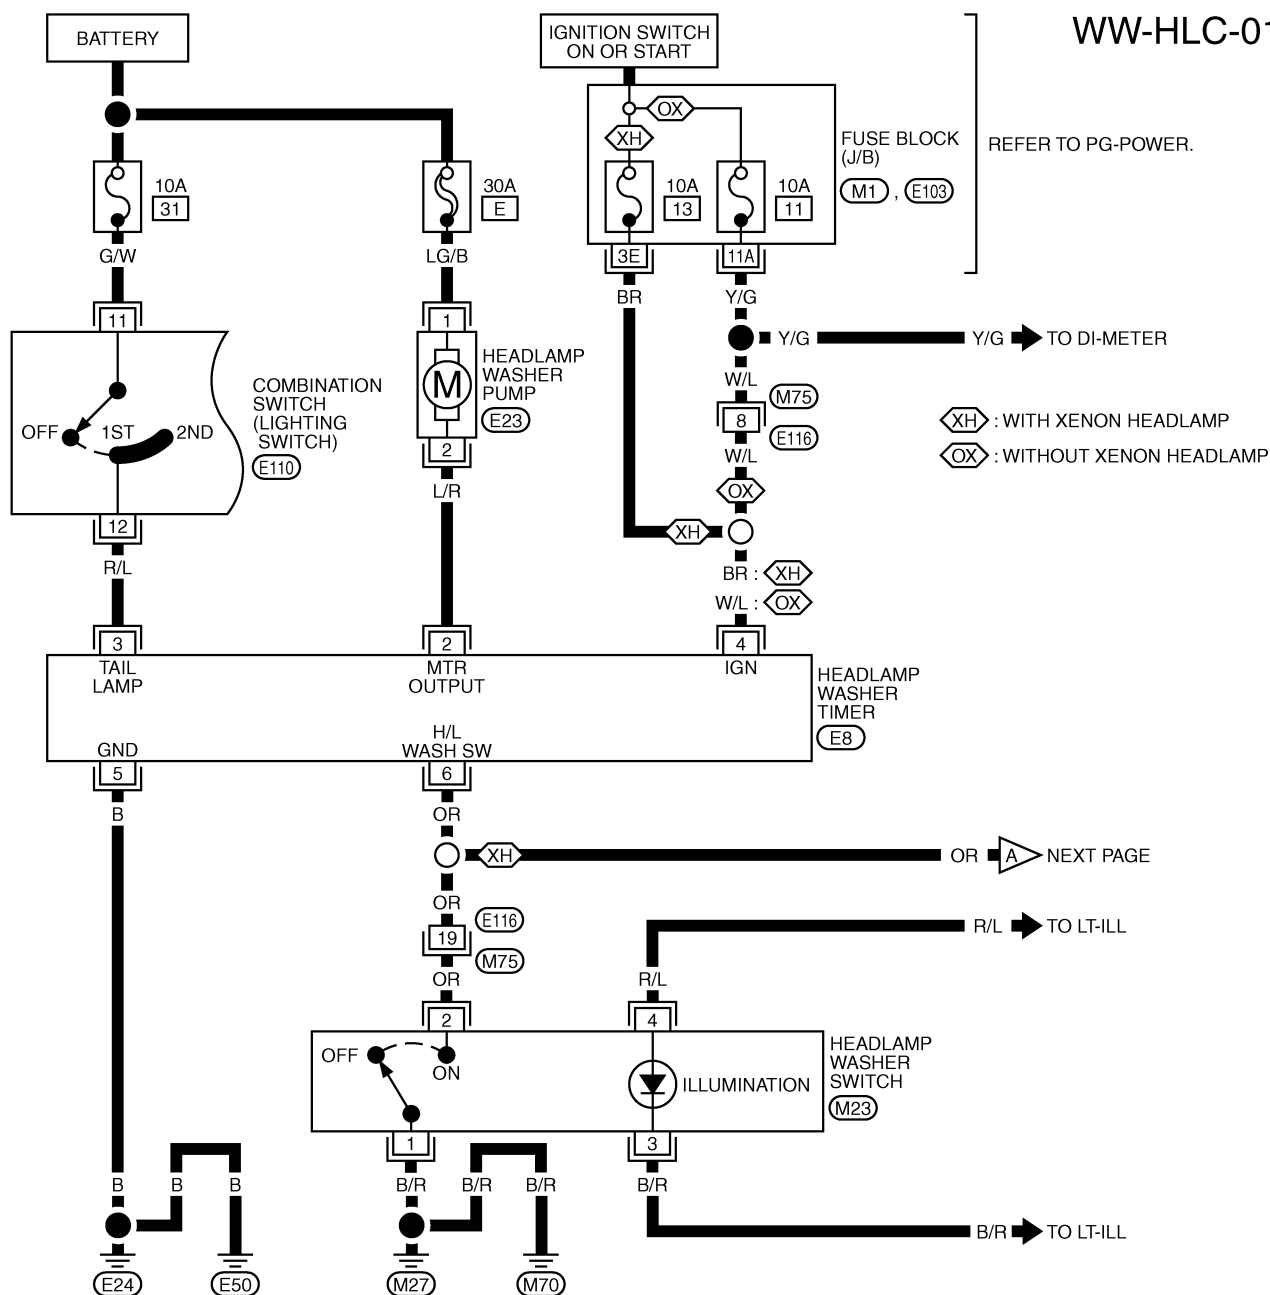 WW-HLC-01
BATTERY
IGNITION SWITCH
ON OR START
OX
XH
FUSE BLOCK
(J/B)
M1 , E103
REFER TO PG-POWER.
10A
31
30A
E
10A
13
10A
11
G/W
LG/B
3E
11A
BR
Y/G
11
1
Y/G
Y/G
TO DI-METER
HEADLAMP
WASHER
PUMP
E23
M
COMBINATION
SWITCH
(LIGHTING
SWITCH)
E110
OFF
1ST
2ND
W/L
M75
8
E116
W/L
XH : WITH XENON HEADLAMP
OX : WITHOUT XENON HEADLAMP
2
L/R
OX
12
XH
R/L
BR : XH
W/L : OX
3
2
4
TAIL
LAMP
MTR
OUTPUT
IGN
HEADLAMP
WASHER
TIMER
E8
GND
H/L
WASH SW
5
6
B
OR
XH
OR
A
NEXT PAGE
OR
E116
19
M75
OR
R/L
TO LT-ILL
R/L
2
4
OFF
ON
ILLUMINATION
HEADLAMP
WASHER
SWITCH
M23
1
3
B
B
B
B/R
B/R
B/R
B/R
B/R
TO LT-ILL
E24
E50
M27
M70